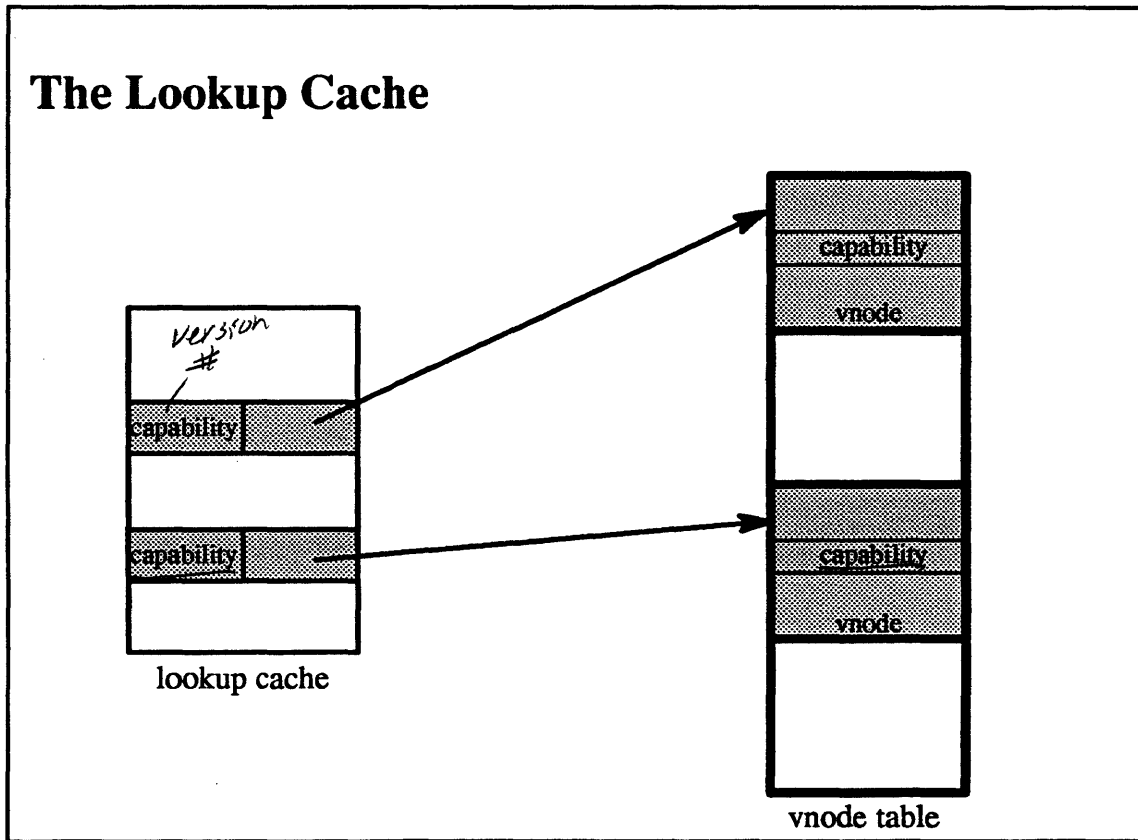 The Lookup Cache
version
#
capability
capability
lookup cache
capability
vnode
capability
vnode
vnode table